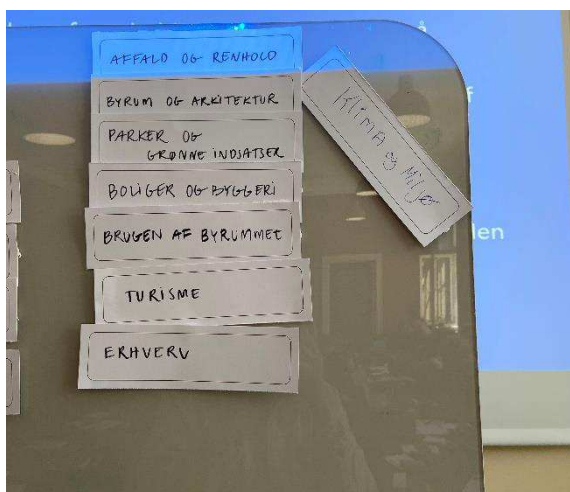 AFFALD OG RENHOLD
BYRUM OG ARKITEKTUR
PARKER OG
GRØNNE INDSATSER
BOLIGER OG BYGGERI
BRUGEN AF BYRUMMET
TURISME
ERHVERV
Klima og Miljø